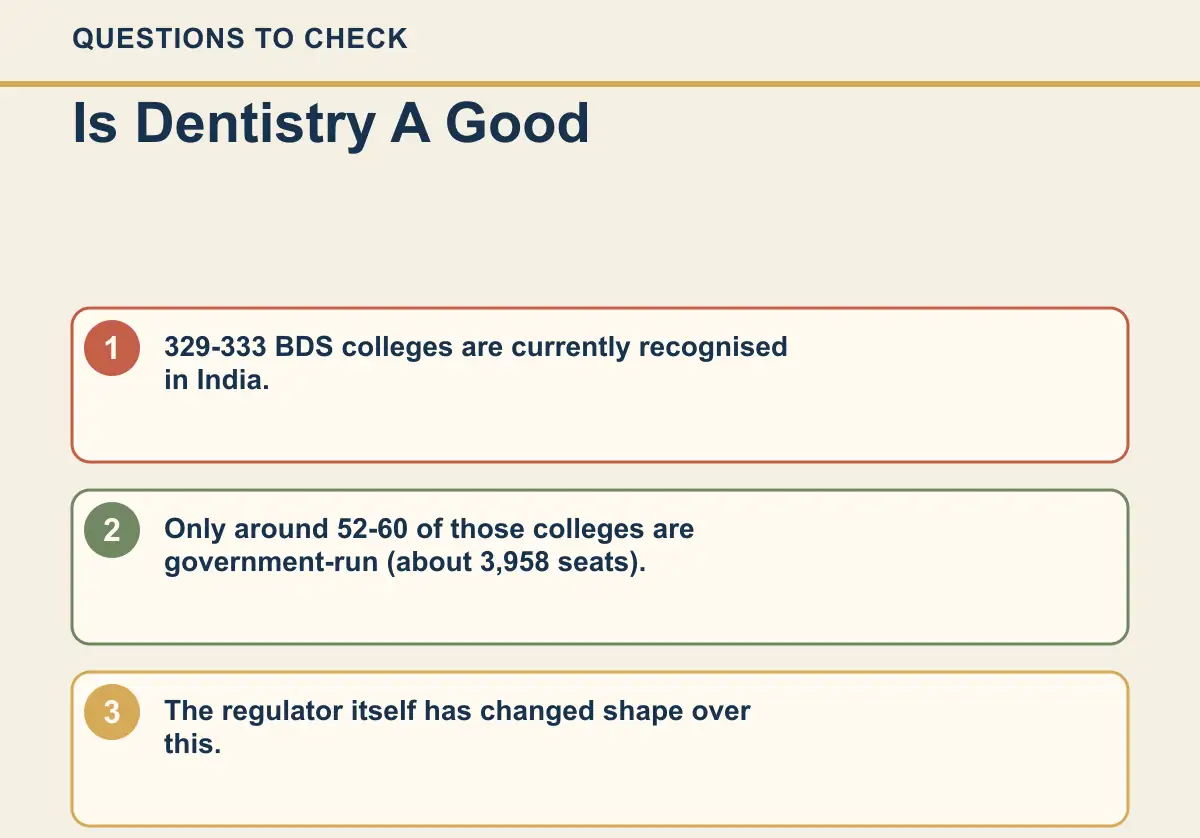 QUESTIONS TO CHECK
Is Dentistry A Good
1
329-333 BDS colleges are currently recognised
in India.
2
Only around 52-60 of those colleges are
government-run (about 3,958 seats).
3
The regulator itself has changed shape over
this.